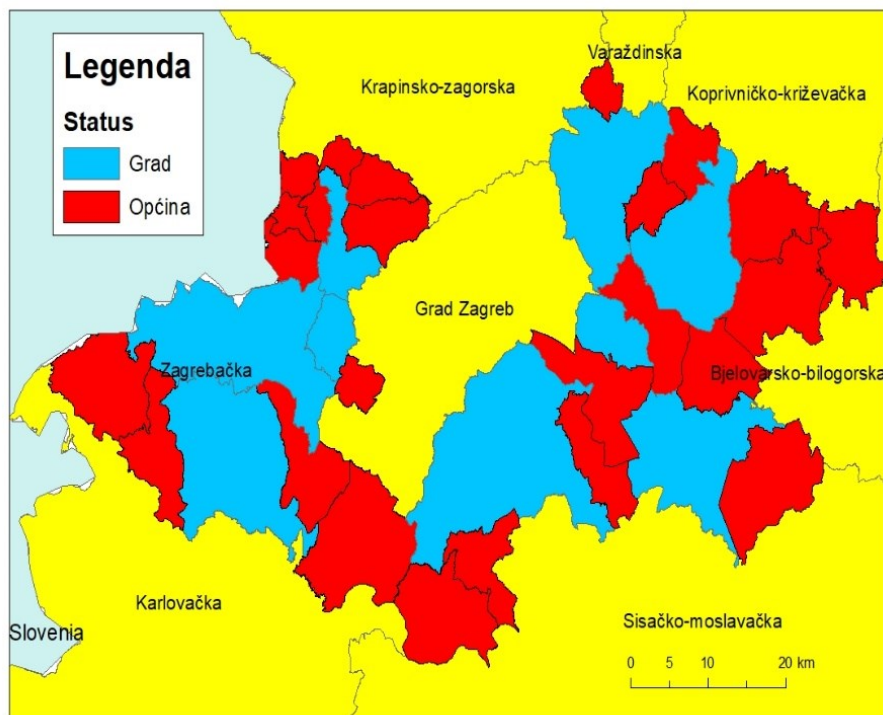 Legenda
Status
Grad
Općina
Varaždinska
Krapinsko-zagorska
Koprivničko-križevačka
Grad Zagreb
Zagrebačka
Bjelovarsko-bilogorska
Karlovačka
Slovenia
Sisačko-moslavačka
0 5 10 20 km